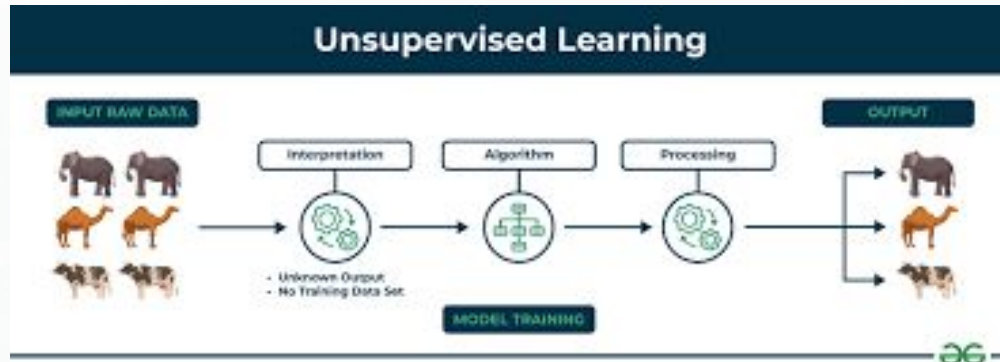 Unsupervised Learning
INPUT RAW DATA
OUTPUT
Interpretation
Algorithm
Processing
- Unknown Output
- No Training Data Set
MODEL TRAINING